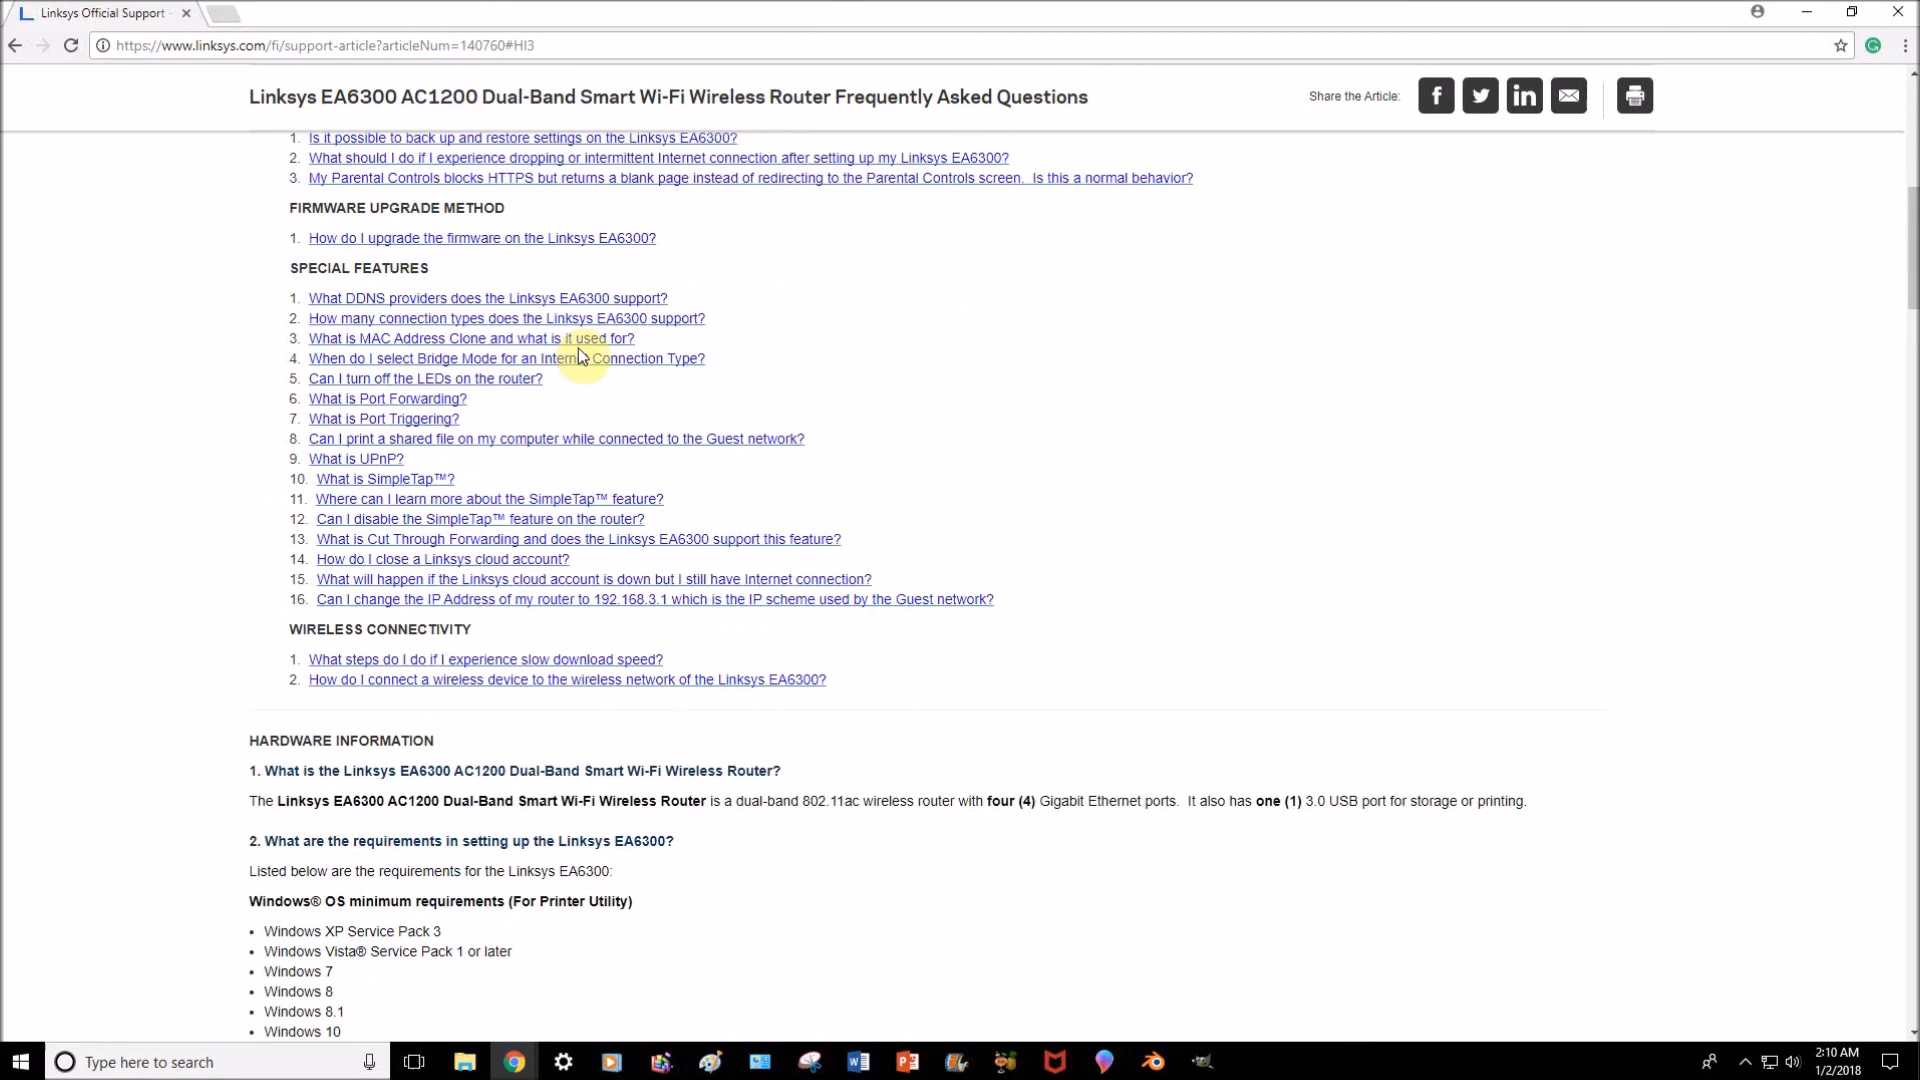 Linksys Official Support -
https://www.linksys.com/fi/support-article?articleNum=140760#HI3
Linksys EA6300 AC1200 Dual-Band Smart Wi-Fi Wireless Router Frequently Asked Questions
Share the Article:
1. Is it possible to back up and restore settings on the Linksys EA6300?
2. What should I do if I experience dropping or intermittent Internet connection after setting up my Linksys EA6300?
3. My Parental Controls blocks HTTPS but returns a blank page instead of redirecting to the Parental Controls screen. Is this a normal behavior?
FIRMWARE UPGRADE METHOD
1. How do I upgrade the firmware on the Linksys EA6300?
SPECIAL FEATURES
1. What DDNS providers does the Linksys EA6300 support?
2. How many connection types does the Linksys EA6300 support?
3. What is MAC Address Clone and what is it used for?
4. When do I select Bridge Mode for an Internet Connection Type?
5. Can I turn off the LEDs on the router?
6. What is Port Forwarding?
7. What is Port Triggering?
8. Can I print a shared file on my computer while connected to the Guest network?
9. What is UPnP?
10. What is SimpleTap™?
11. Where can I learn more about the SimpleTap™ feature?
12. Can I disable the SimpleTap™ feature on the router?
13. What is Cut Through Forwarding and does the Linksys EA6300 support this feature?
14. How do I close a Linksys cloud account?
15. What will happen if the Linksys cloud account is down but I still have Internet connection?
16. Can I change the IP Address of my router to 192.168.3.1 which is the IP scheme used by the Guest network?
WIRELESS CONNECTIVITY
1. What steps do I do if I experience slow download speed?
2. How do I connect a wireless device to the wireless network of the Linksys EA6300?
HARDWARE INFORMATION
1. What is the Linksys EA6300 AC1200 Dual-Band Smart Wi-Fi Wireless Router?
The Linksys EA6300 AC1200 Dual-Band Smart Wi-Fi Wireless Router is a dual-band 802.11ac wireless router with four (4) Gigabit Ethernet ports. It also has one (1) 3.0 USB port for storage or printing.
2. What are the requirements in setting up the Linksys EA6300?
Listed below are the requirements for the Linksys EA6300:
Windows® OS minimum requirements (For Printer Utility)
• Windows XP Service Pack 3
• Windows Vista® Service Pack 1 or later
• Windows 7
• Windows 8
• Windows 8.1
• Windows 10
Type here to search
2:10 AM
1/2/2018